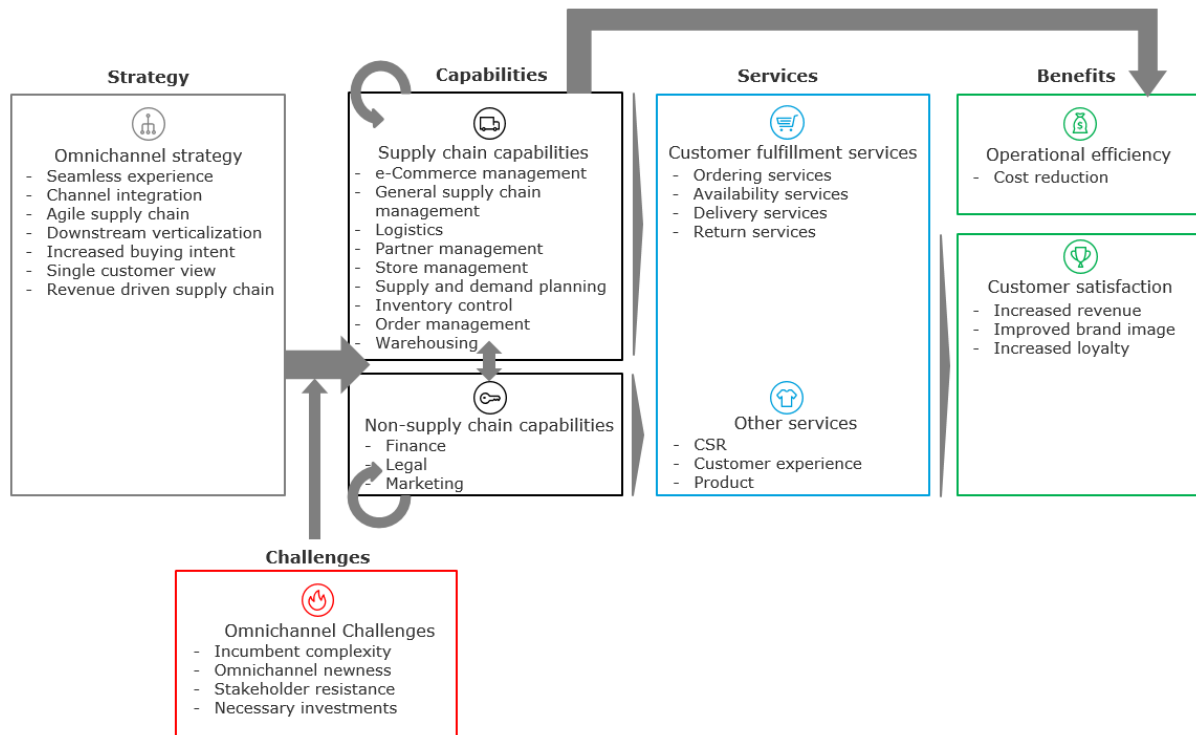 Strategy
Omnichannel strategy
- Seamless experience
- Channel integration
- Agile supply chain
- Downstream verticalization
- Increased buying intent
- Single customer view
- Revenue driven supply chain
Capabilities
Supply chain capabilities
- e-Commerce management
- General supply chain
management
- Logistics
- Partner management
- Store management
- Supply and demand planning
- Inventory control
- Order management
- Warehousing
Non-supply chain capabilities
- Finance
- Legal
- Marketing
Services
Customer fulfillment services
- Ordering services
- Availability services
- Delivery services
- Return services
Other services
- CSR
- Customer experience
- Product
Benefits
$
Operational efficiency
- Cost reduction
Customer satisfaction
- Increased revenue
- Improved brand image
- Increased loyalty
Challenges
Omnichannel Challenges
- Incumbent complexity
- Omnichannel newness
- Stakeholder resistance
- Necessary investments